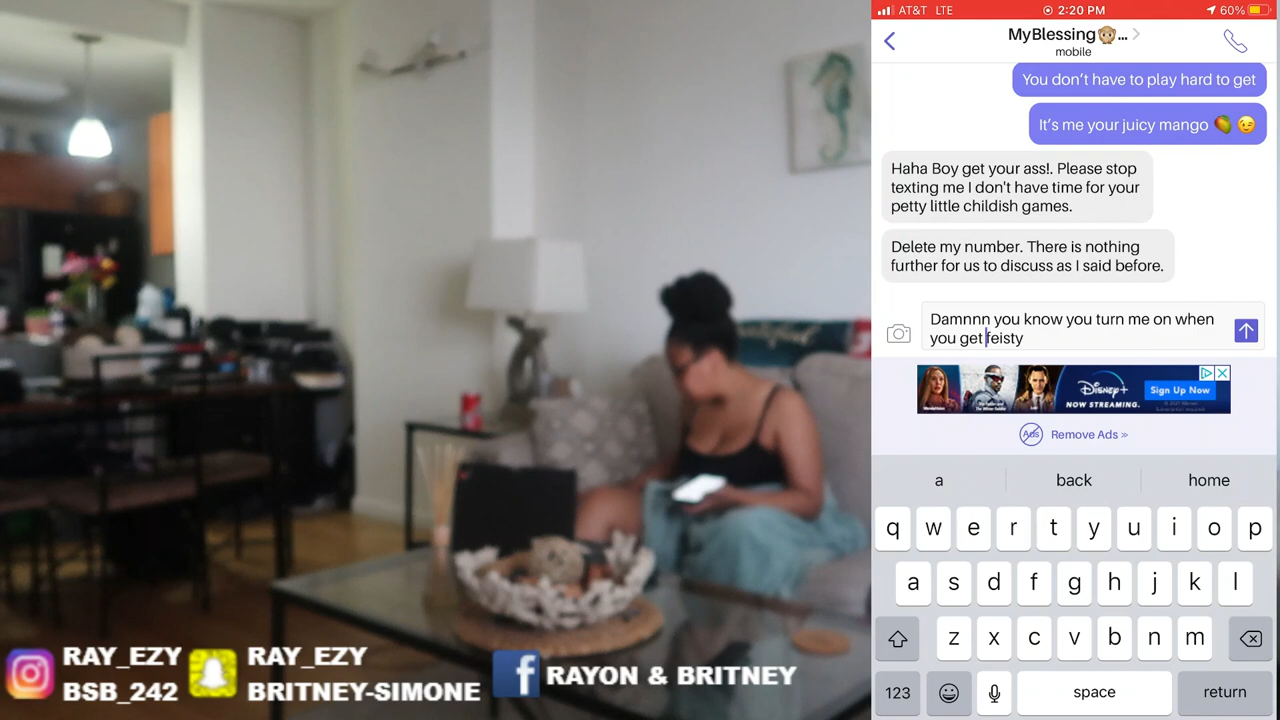 AT&T LTE 2:20 PM 60%
MyBlessing🙊... >
mobile
You don't have to play hard to get
It's me your juicy mango 🥭 😉
Haha Boy get your ass!. Please stop
texting me I don't have time for your
petty little childish games.
Delete my number. There is nothing
further for us to discuss as I said before.
Damnnn you know you turn me on when
you get feisty
Disney+
NOW STREAMING.
Sign Up Now
Ads Remove Ads »
a back home
q w e r t y u i o p
a s d f g h j k l
z x c v b n m
123 space return
RAY_EZY
BSB_242
RAY_EZY
BRITNEY-SIMONE
f RAYON & BRITNEY